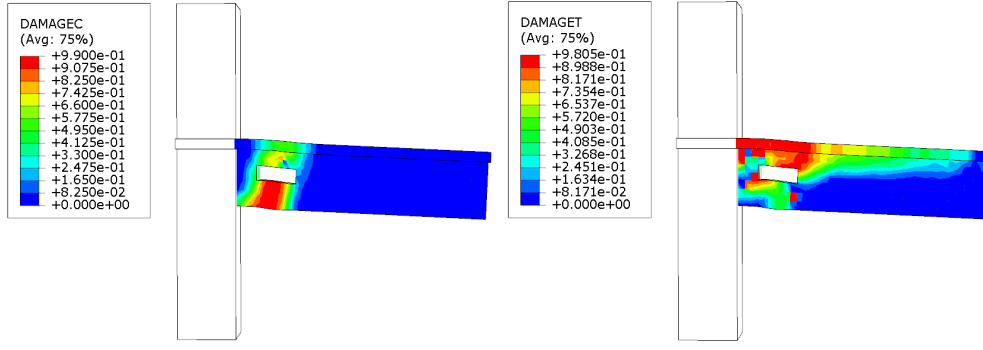 DAMAGEC
(Avg: 75%)
+9.900e-01
+9.075e-01
+8.250e-01
+7.425e-01
+6.600e-01
+5.775e-01
+4.950e-01
+4.125e-01
+3.300e-01
+2.475e-01
+1.650e-01
+8.250e-02
+0.000e+00
DAMAGET
(Avg: 75%)
+9.805e-01
+8.988e-01
+8.171e-01
+7.354e-01
+6.537e-01
+5.720e-01
+4.903e-01
+4.085e-01
+3.268e-01
+2.451e-01
+1.634e-01
+8.171e-02
+0.000e+00